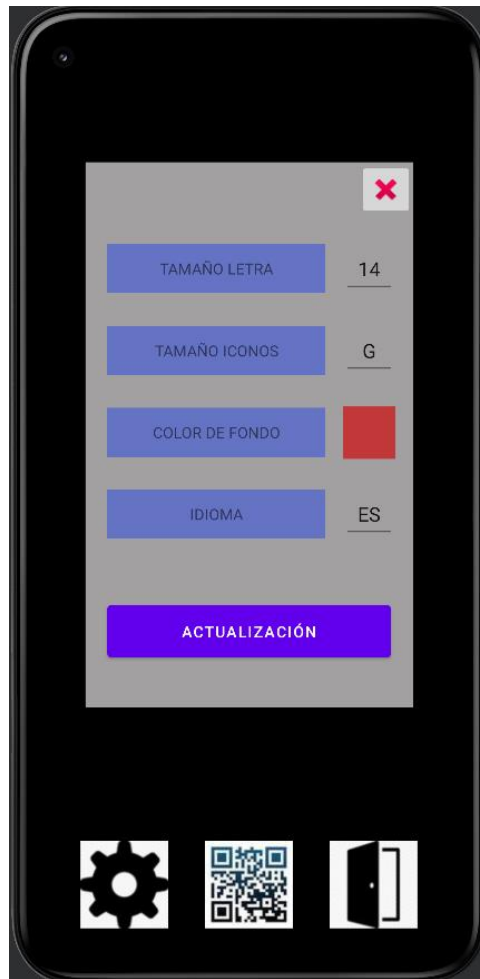 TAMAÑO LETRA 14
TAMAÑO ICONOS G
COLOR DE FONDO
IDIOMA ES
ACTUALIZACIÓN